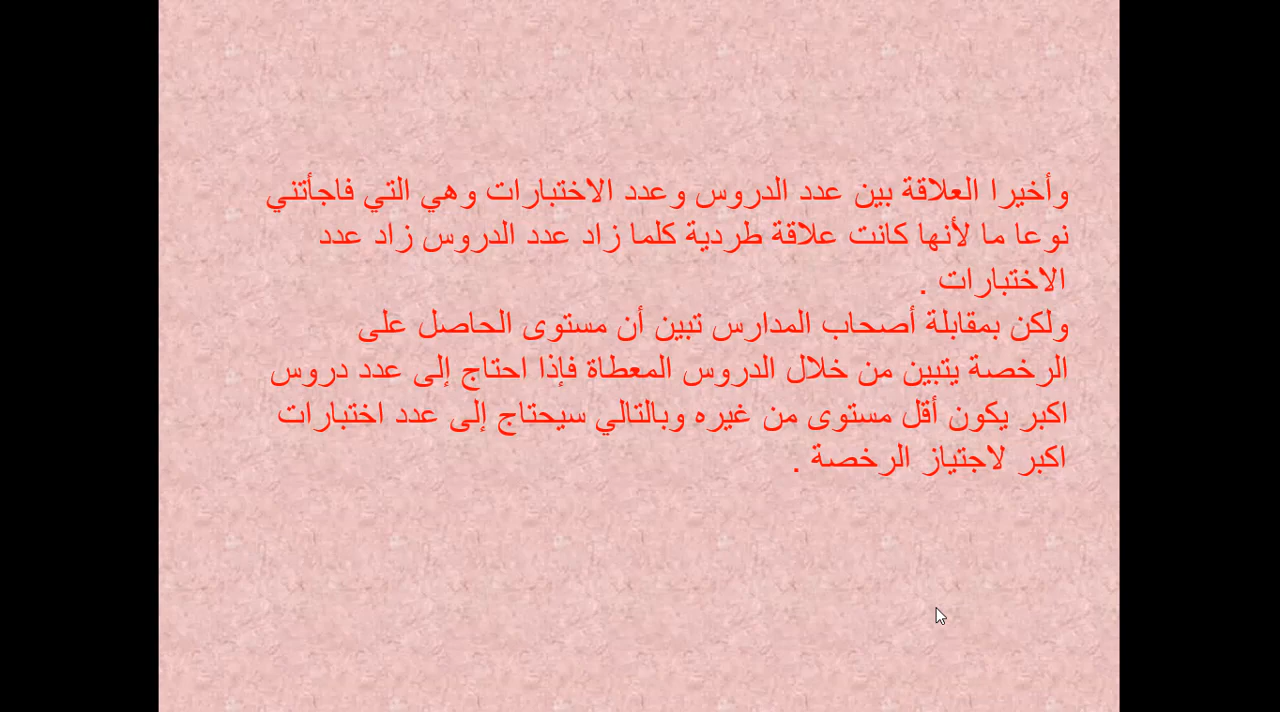 وأخيرا العلاقة بين عدد الدروس وعدد الاختبارات وهي التي فاجأتني
نوعا ما لأنها كانت علاقة طردية كلما زاد عدد الدروس زاد عدد
الاختبارات .
ولكن بمقابلة أصحاب المدارس تبين أن مستوى الحاصل على
الرخصة يتبين من خلال الدروس المعطاة فإذا احتاج إلى عدد دروس
اكبر يكون أقل مستوى من غيره وبالتالي سيحتاج إلى عدد اختبارات
اكبر لاجتياز الرخصة .